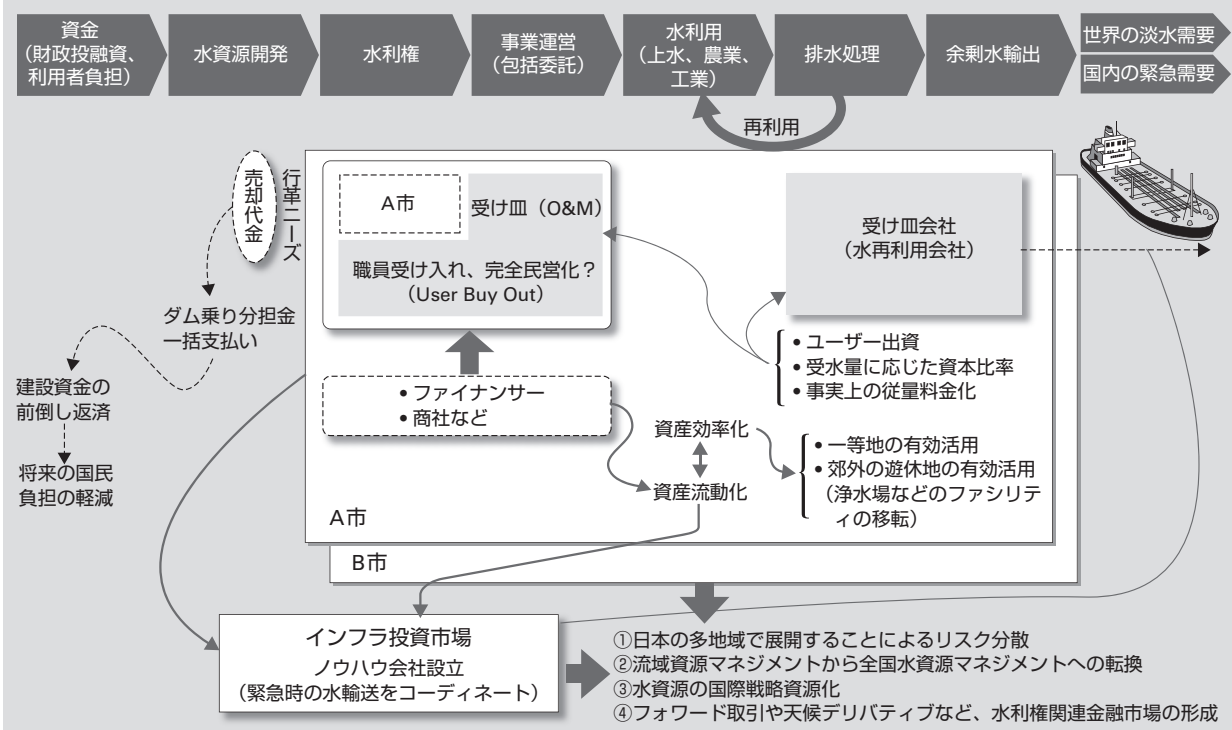 資金
(財政投融資、
利用者負担)
水資源開発
水利権
事業運営
(包括委託)
水利用
(上水、農業、
工業)
排水処理
余剰水輸出
世界の淡水需要
国内の緊急需要
再利用
売却代金
行革ニーズ
A市
受け皿(O&M)
職員受け入れ、完全民営化?
(User Buy Out)
受け皿会社
(水再利用会社)
ダム乗り分担金
一括支払い
建設資金の
前倒し返済
将来の国民
負担の軽減
• ファイナンサー
• 商社など
• ユーザー出資
• 受水量に応じた資本比率
• 事実上の従量料金化
資産効率化
資産流動化
• 一等地の有効活用
• 郊外の遊休地の有効活用
(浄水場などのファシリテ
ィの移転)
A市
B市
インフラ投資市場
ノウハウ会社設立
(緊急時の水輸送をコーディネート)
①日本の多地域で展開することによるリスク分散
②流域資源マネジメントから全国水資源マネジメントへの転換
③水資源の国際戦略資源化
④フォワード取引や天候デリバティブなど、水利権関連金融市場の形成